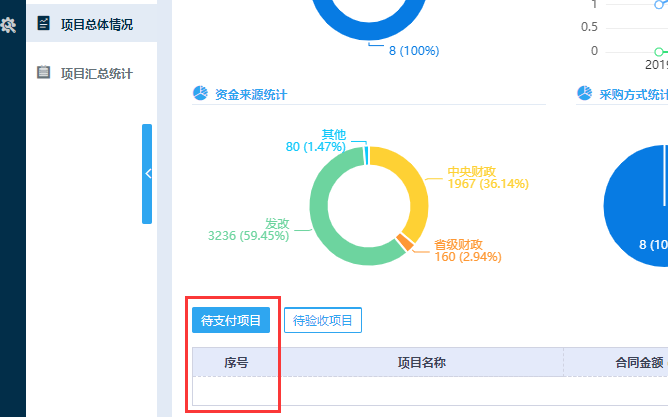 项目总体情况
项目汇总统计
8 (100%)
1
0.5
0
2019
资金来源统计
采购方式统计
其他
80 (1.47%)
中央财政
1967 (36.14%)
发改
3236 (59.45%)
省级财政
160 (2.94%)
8 (10
待支付项目
待验收项目
序号
项目名称
合同金额